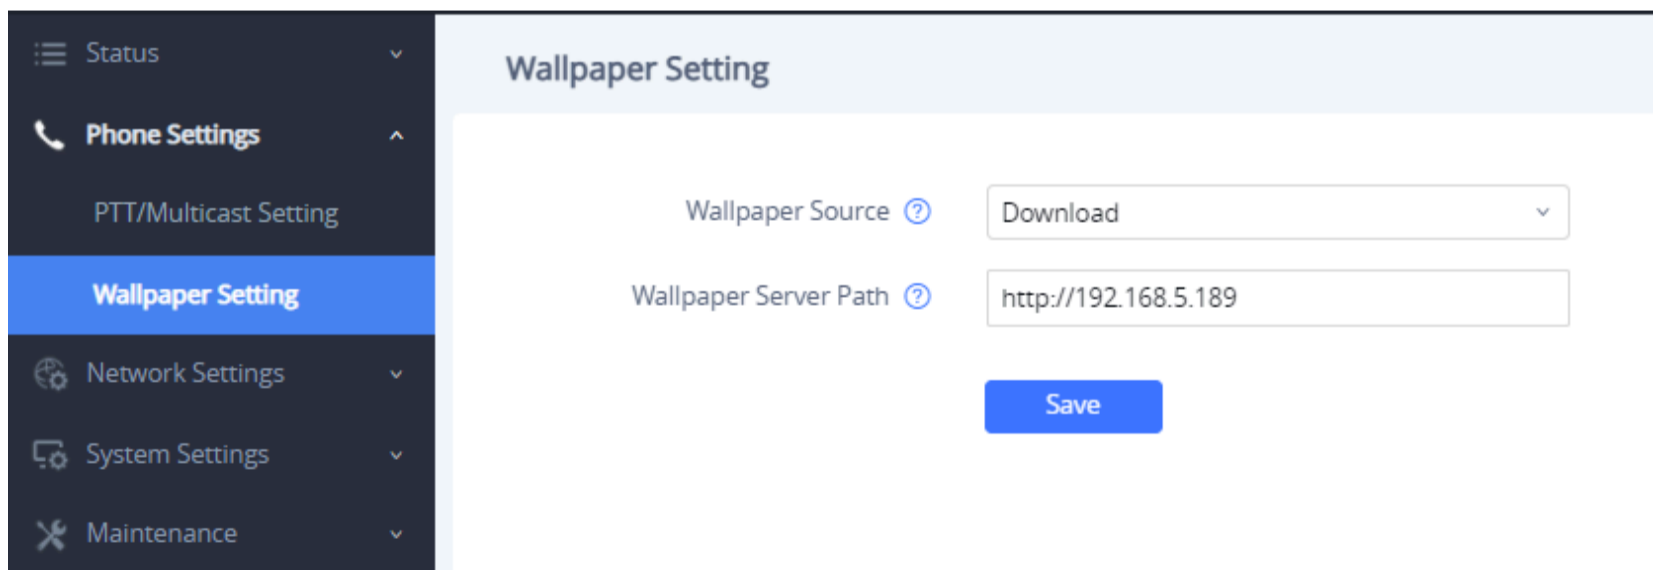 Status
Phone Settings
PTT/Multicast Setting
Wallpaper Setting
Network Settings
System Settings
Maintenance
Wallpaper Setting
Wallpaper Source ? Download
Wallpaper Server Path ? http://192.168.5.189
Save